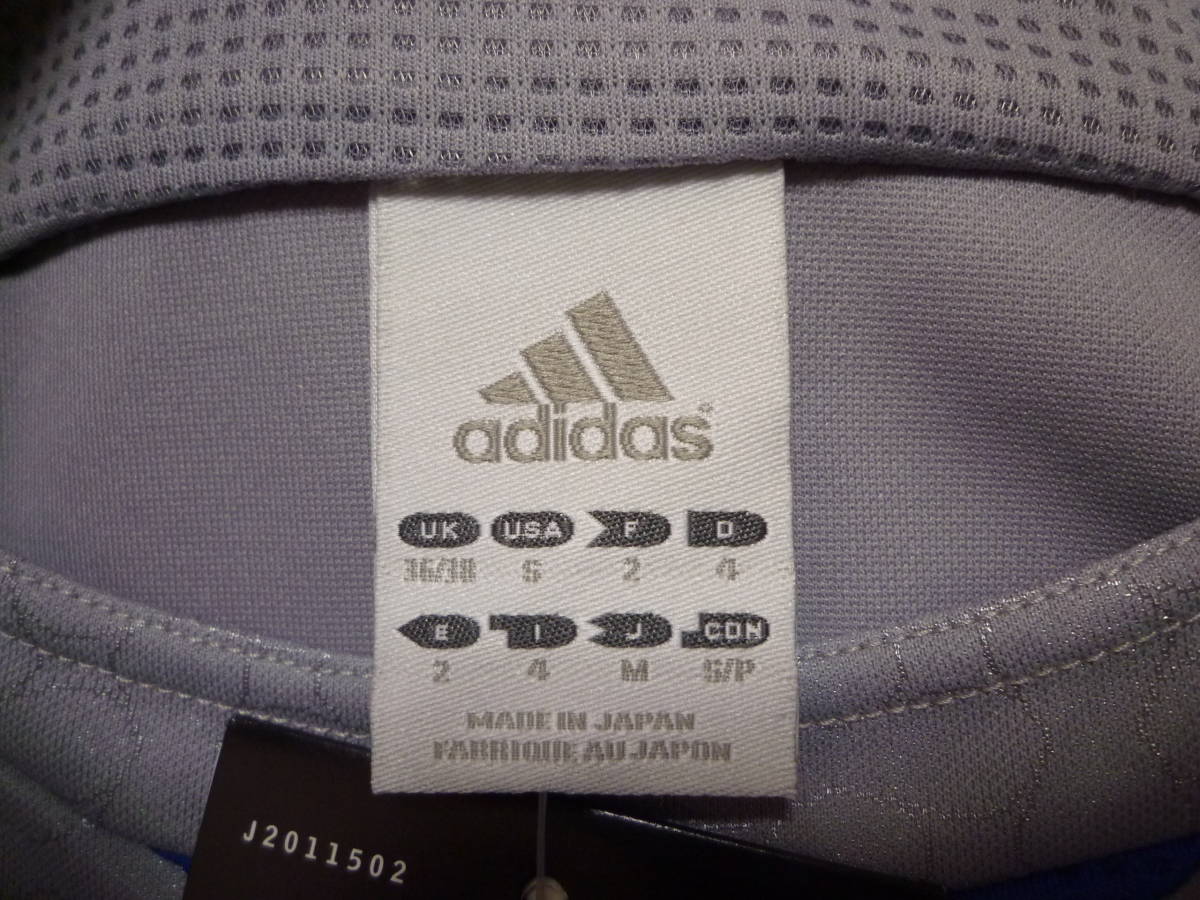 adidas®
UK USA F D
36/38 S 2 4
E I J CDN
2 4 M S/P
MADE IN JAPAN
FABRIQUE AU JAPON
J2011502